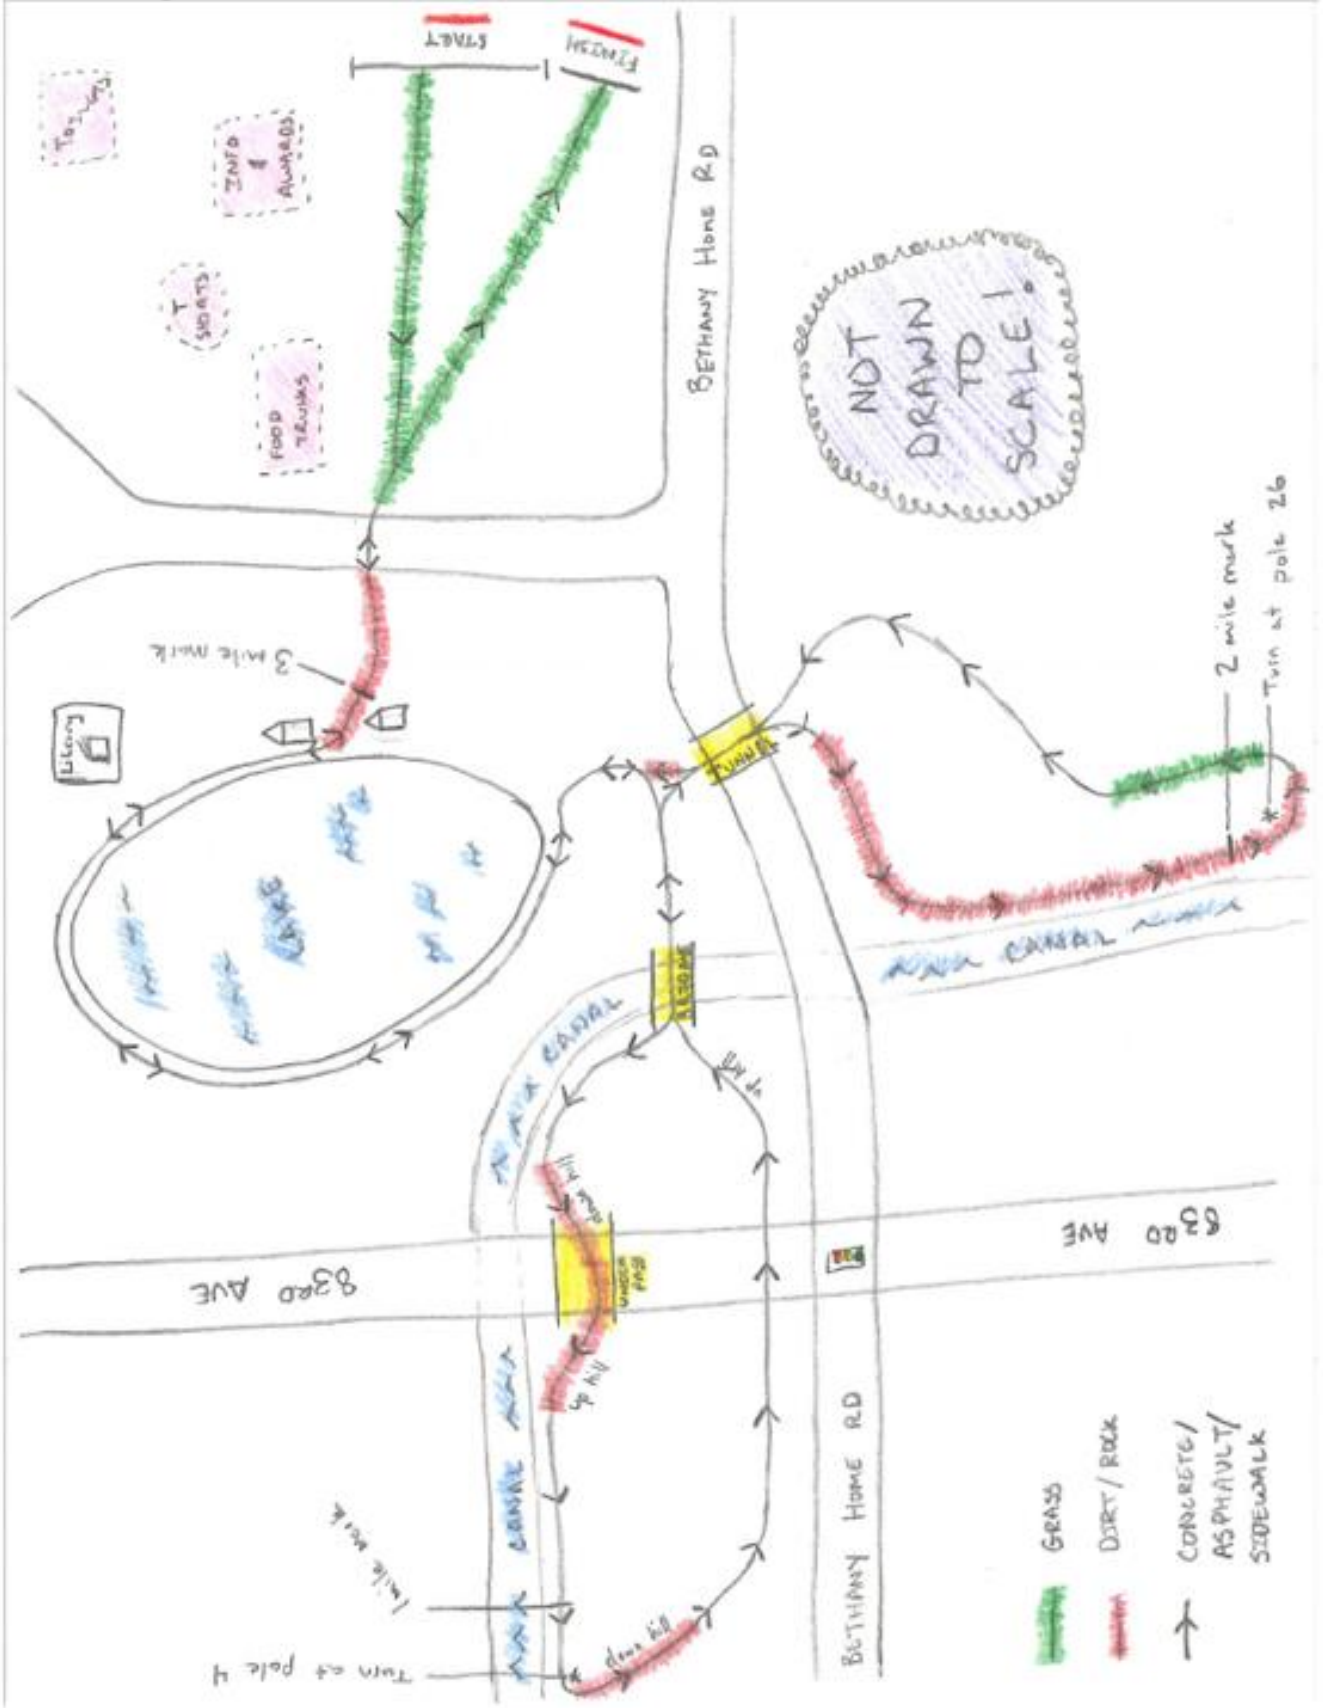 START
FINISH
TOILETS
INFO
&
AWARDS
T
SHIRTS
FOOD
TRUCKS
BETHANY HOME RD
NOT
DRAWN
TO
SCALE!
3 mile mark
Library
LAKE
TUNNEL
2 mile mark
Turn at pole 26
BRIDGE
CANAL
CANAL
up hill
down hill
UNDER
PASS
up hill
83RD AVE
83RD AVE
CANAL
1 mile mark
Turn at pole 4
down hill
BETHANY HOME RD
GRASS
DIRT/ROCK
CONCRETE/
ASPHAULT/
SIDEWALK